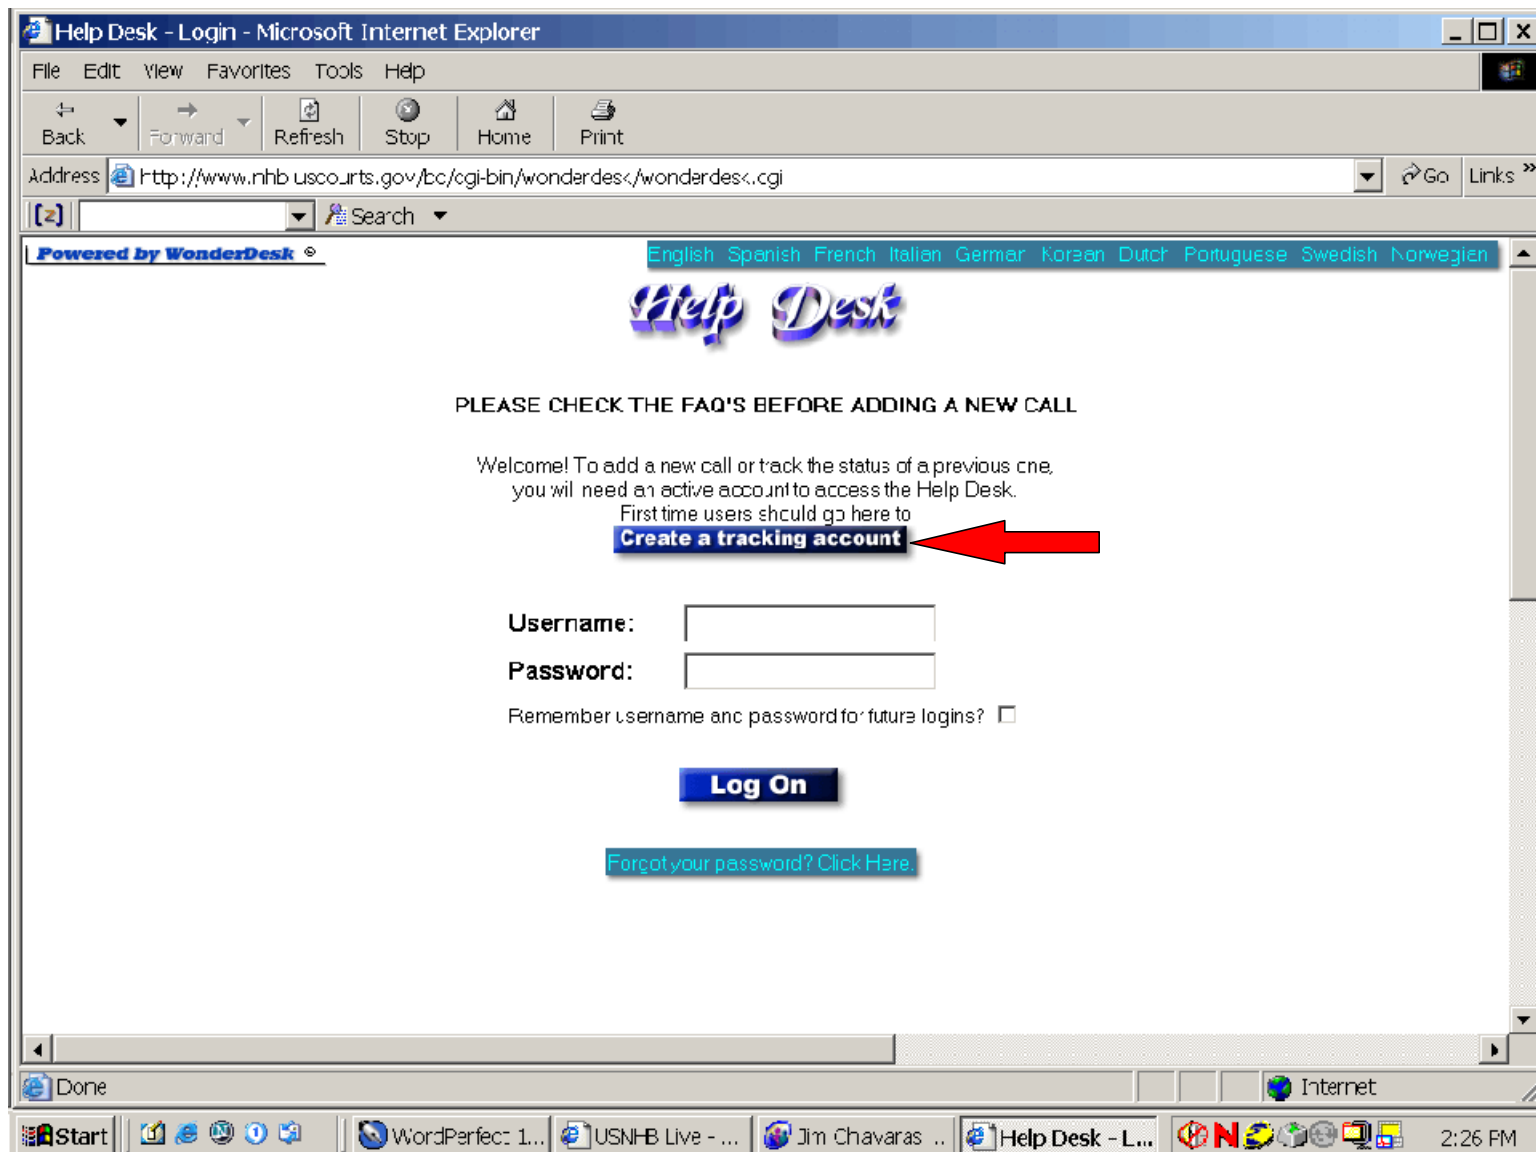 Help Desk - Login - Microsoft Internet Explorer
File Edit View Favorites Tools Help
Back Forward Refresh Stop Home Print
Address http://www.nhb.uscourts.gov/bc/cgi-bin/wonderdesk/wonderdesk.cgi Go Links »
[z] Search
Powered by WonderDesk ®
English Spanish French Italian German Korean Dutch Portuguese Swedish Norwegian
Help Desk
PLEASE CHECK THE FAQ'S BEFORE ADDING A NEW CALL
Welcome! To add a new call or track the status of a previous one,
you will need an active account to access the Help Desk.
First time users should go here to
Create a tracking account
Username:
Password:
Remember username and password for future logins?
Log On
Forgot your password? Click Here.
Done Internet
Start WordPerfect 1... USNHB Live - ... Jim Chavaras .. Help Desk - L... N 2:26 PM